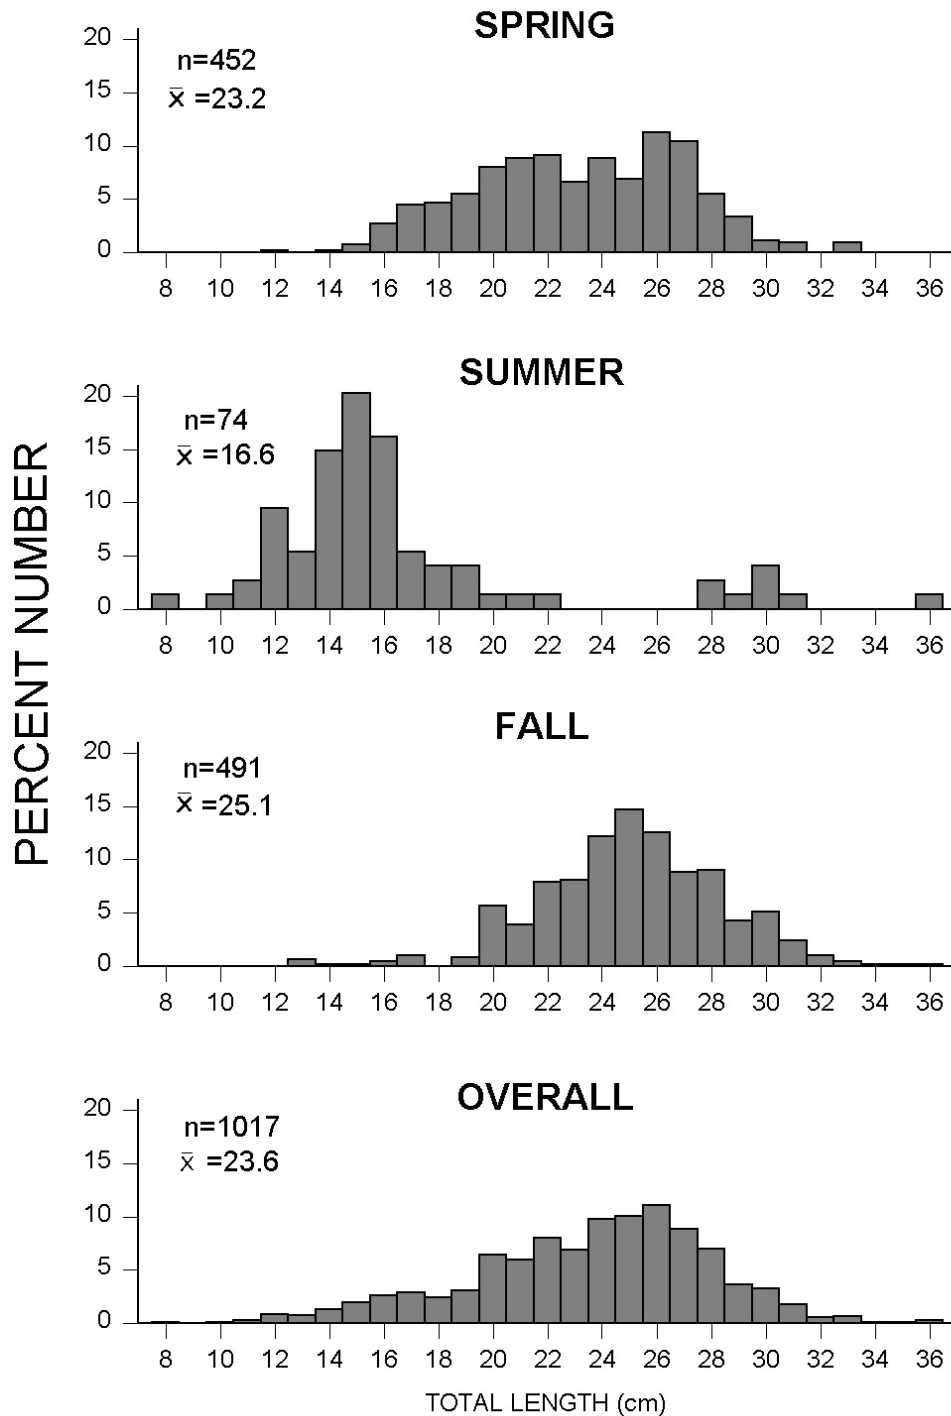 SPRING
20
n=452
x̄ =23.2
15
10
5
0
8 10 12 14 16 18 20 22 24 26 28 30 32 34 36
SUMMER
20
n=74
x̄ =16.6
15
10
5
0
8 10 12 14 16 18 20 22 24 26 28 30 32 34 36
PERCENT NUMBER
FALL
20
n=491
x̄ =25.1
15
10
5
0
8 10 12 14 16 18 20 22 24 26 28 30 32 34 36
OVERALL
20
n=1017
x̄ =23.6
15
10
5
0
8 10 12 14 16 18 20 22 24 26 28 30 32 34 36
TOTAL LENGTH (cm)